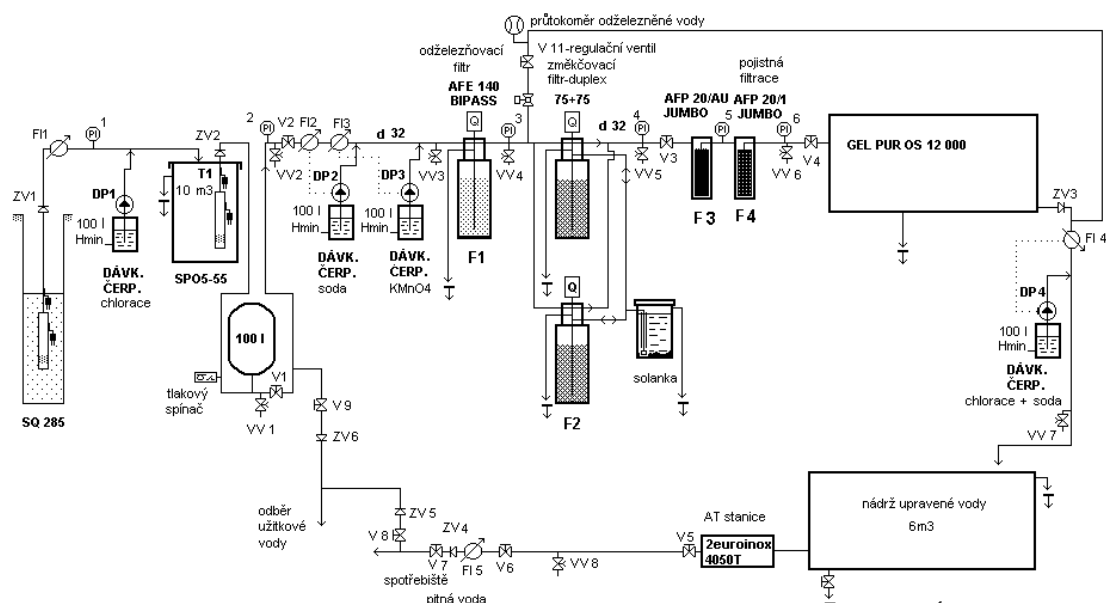 průtokoměr odželezněné vody
odželezňovací
filtr
V 11-regulační ventil
změkčovací
filtr-duplex
pojistná
filtrace
AFE 140
BIPASS
75+75
AFP 20/AU
JUMBO
AFP 20/1
JUMBO
FI1
PI
1
ZV2
2
PI
V2
FI2
FI3
d 32
Q
PI
3
Q
d 32
4
PI
V3
PI
5
PI
6
V4
GEL PUR OS 12 000
VV2
VV3
VV4
VV5
VV 6
ZV1
DP1
T1
10 m3
DP2
DP3
ZV3
FI 4
100 l
Hmin
100 l
Hmin
100 l
Hmin
F1
F 3
F 4
DÁVK.
ČERP.
chlorace
SPO5-55
DÁVK.
ČERP.
soda
DÁVK.
ČERP.
KMnO4
Q
DP4
100 l
100 l
Hmin
DÁVK.
ČERP.
chlorace + soda
solanka
tlakový
spínač
V1
VV 1
V 9
F2
SQ 285
ZV6
VV 7
odběr
užitkové
vody
ZV 5
V 8
ZV4
V 7
FI 5
V6
VV 8
V5
AT stanice
2euroinox
4050T
nádrž upravené vody
6m3
spotřebiště
pitná voda